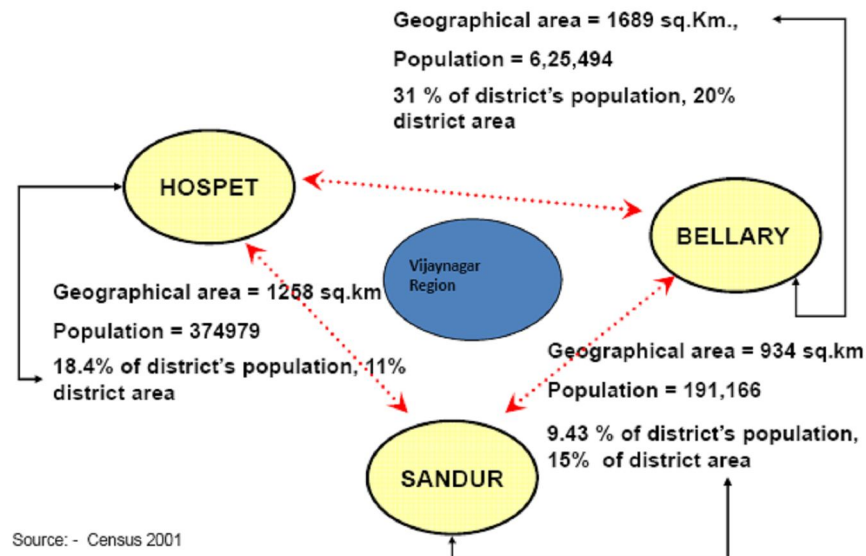 Geographical area = 1689 sq.Km.,
Population = 6,25,494
31 % of district's population, 20%
district area
HOSPET
BELLARY
Vijaynagar
Region
Geographical area = 1258 sq.km
Population = 374979
18.4% of district's population, 11%
district area
Geographical area = 934 sq.km
Population = 191,166
9.43 % of district's population,
15% of district area
SANDUR
Source: - Census 2001